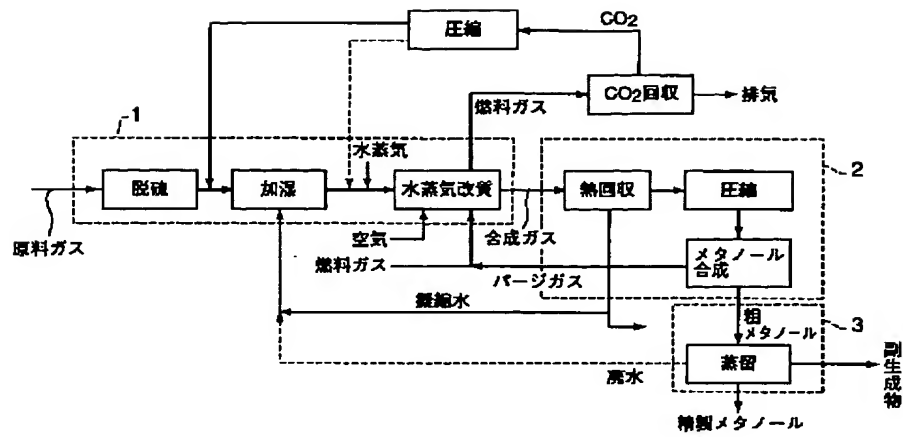 圧縮
CO2
CO2回収
排気
燃料ガス
1
水蒸気
2
脱硫
加湿
水蒸気改質
熱回収
圧縮
原料ガス
空気
合成ガス
燃料ガス
パージガス
メタノール
合成
凝縮水
粗
メタノール
3
蒸留
廃水
副生成物
精製メタノール